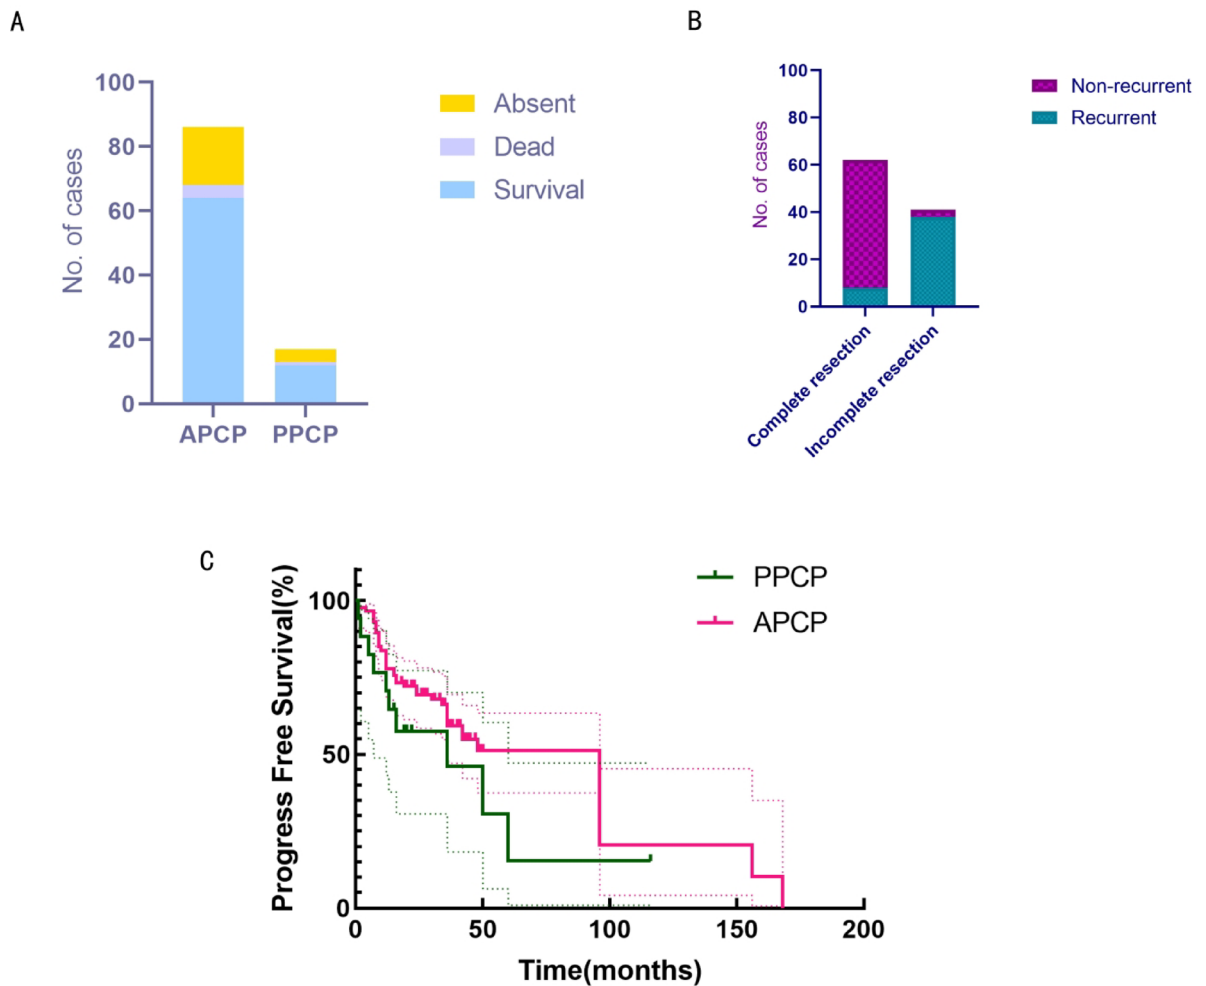 A
No. of cases
100
80
60
40
20
0
APCP
PPCP
Absent
Dead
Survival
B
No. of cases
100
80
60
40
20
0
Complete resection
Incomplete resection
Non-recurrent
Recurrent
C
Progress Free Survival(%)
100
50
0
0
50
100
150
200
Time(months)
PPCP
APCP